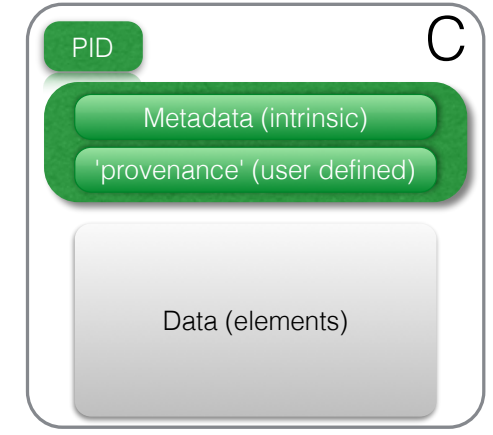 PID
C
Metadata (intrinsic)
'provenance' (user defined)
Data (elements)